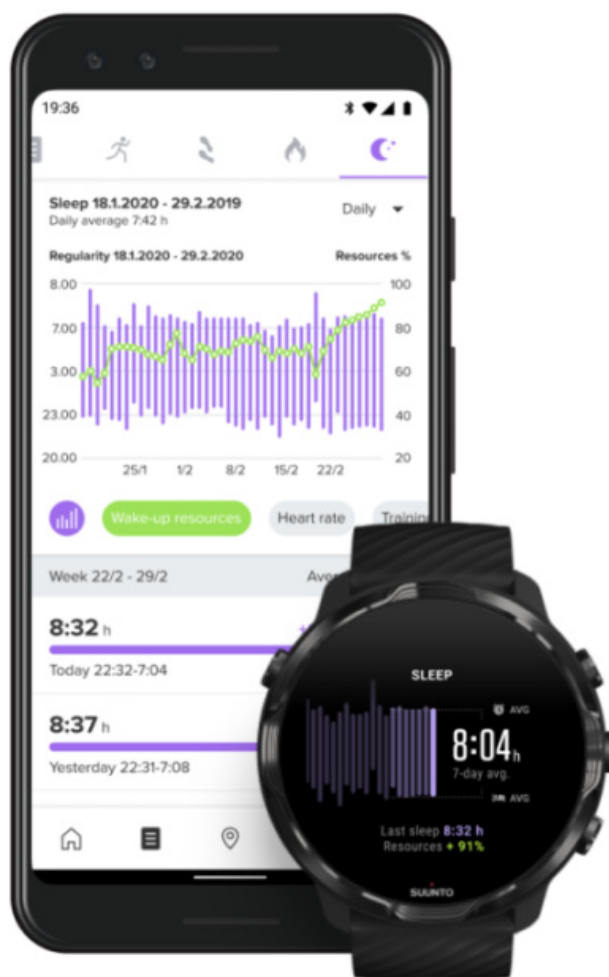 19:36
Sleep 18.1.2020 - 29.2.2019
Daily average 7:42 h
Daily
Regularity 18.1.2020 - 29.2.2020
Resources %
8.00
100
7.00
80
3.00
60
23.00
40
20.00
20
25/1
1/2
8/2
15/2
22/2
Wake-up resources
Heart rate
Training
Week 22/2 - 29/2
Aver
8:32 h
Today 22:32-7:04
8:37 h
Yesterday 22:31-7:08
SLEEP
AVG
8:04h
7-day avg.
AVG
Last sleep 8:32 h
Resources + 91%
SUUNTO